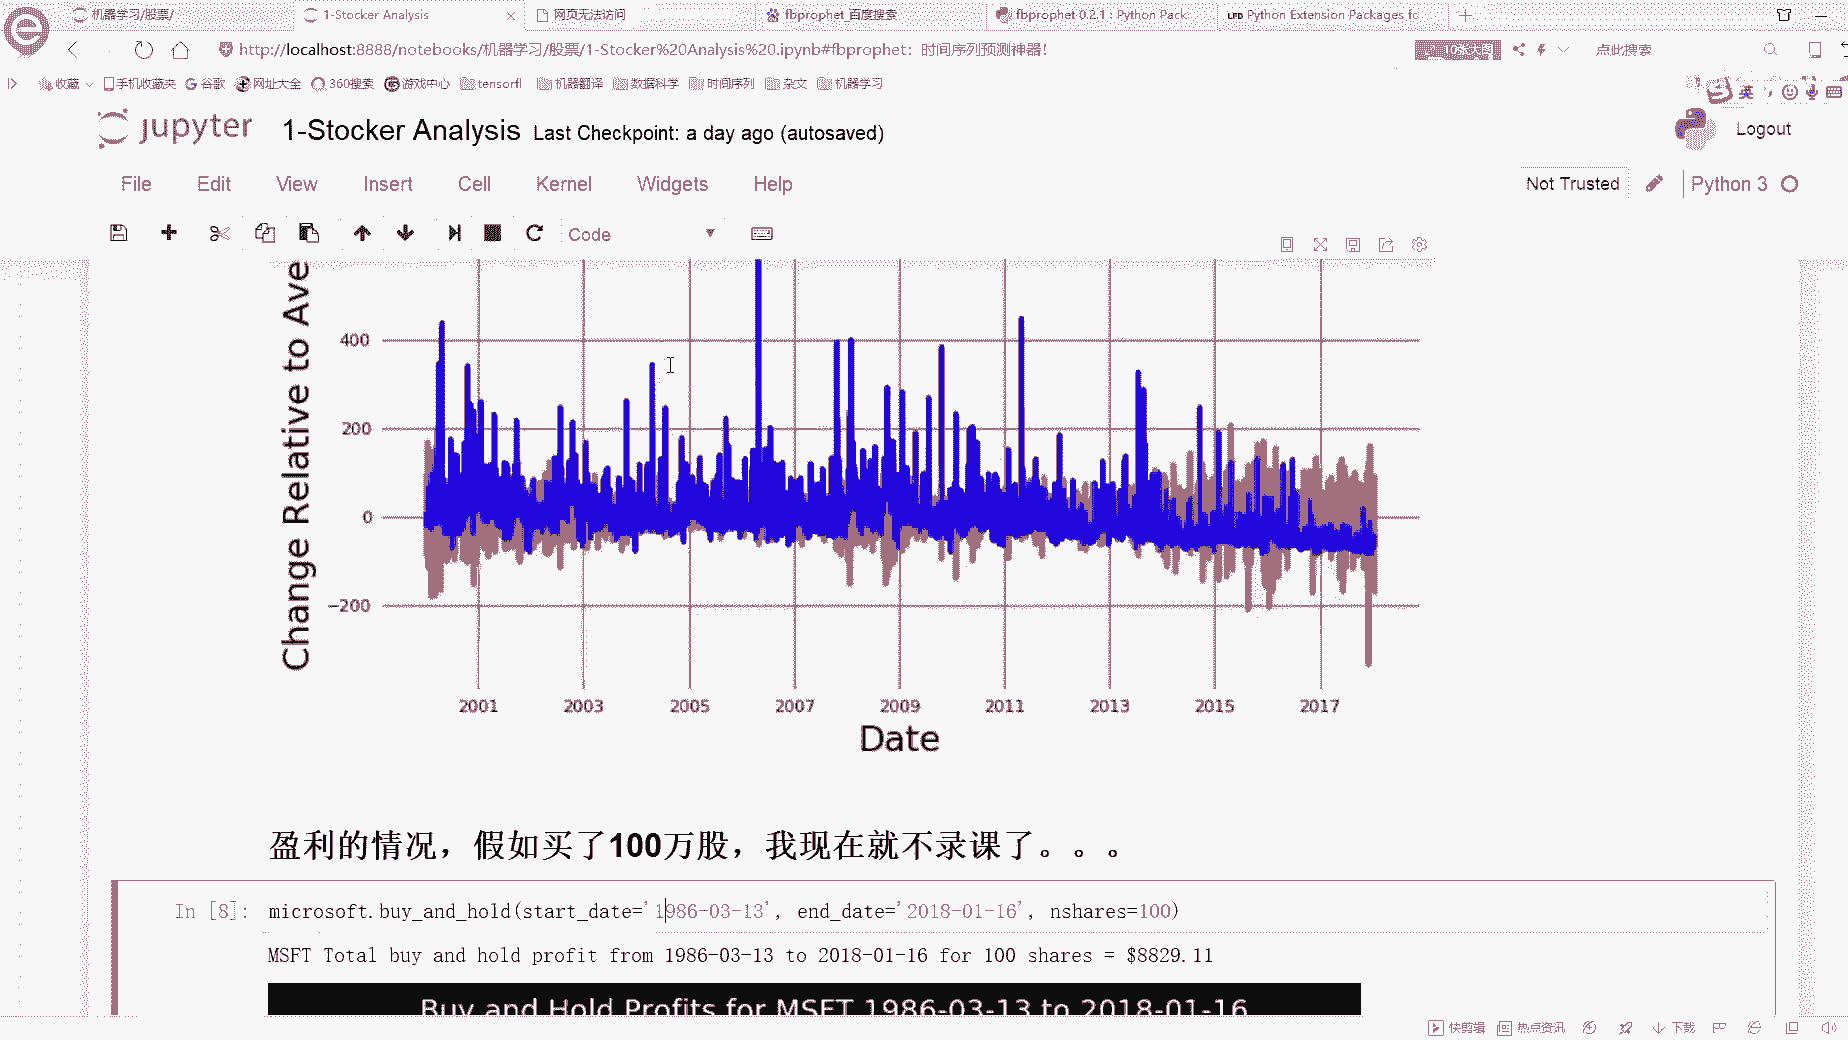 机器学习/股票/
1-Stocker Analysis
网页无法访问
fbprophet_百度搜索
fbprophet 0.2.1 : Python Pack
LFD Python Extension Packages fo
http://localhost:8888/notebooks/机器学习/股票/1-Stocker%20Analysis%20.ipynb#fbprophet：时间序列预测神器！
10张大图
点此搜索
收藏
手机收藏夹
谷歌
网址大全
360搜索
游戏中心
tensorfl
机器翻译
数据科学
时间序列
杂文
机器学习
英
jupyter
1-Stocker Analysis
Last Checkpoint: a day ago (autosaved)
Logout
File
Edit
View
Insert
Cell
Kernel
Widgets
Help
Not Trusted
Python 3
Code
Change Relative to Ave
400
200
0
−200
2001
2003
2005
2007
2009
2011
2013
2015
2017
Date
盈利的情况，假如买了100万股，我现在就不录课了。。。
In [8]:
microsoft.buy_and_hold(start_date='1986-03-13', end_date='2018-01-16', nshares=100)
MSFT Total buy and hold profit from 1986-03-13 to 2018-01-16 for 100 shares = $8829.11
Buy and Hold Profits for MSFT 1986-03-13 to 2018-01-16
快剪辑
热点资讯
下载